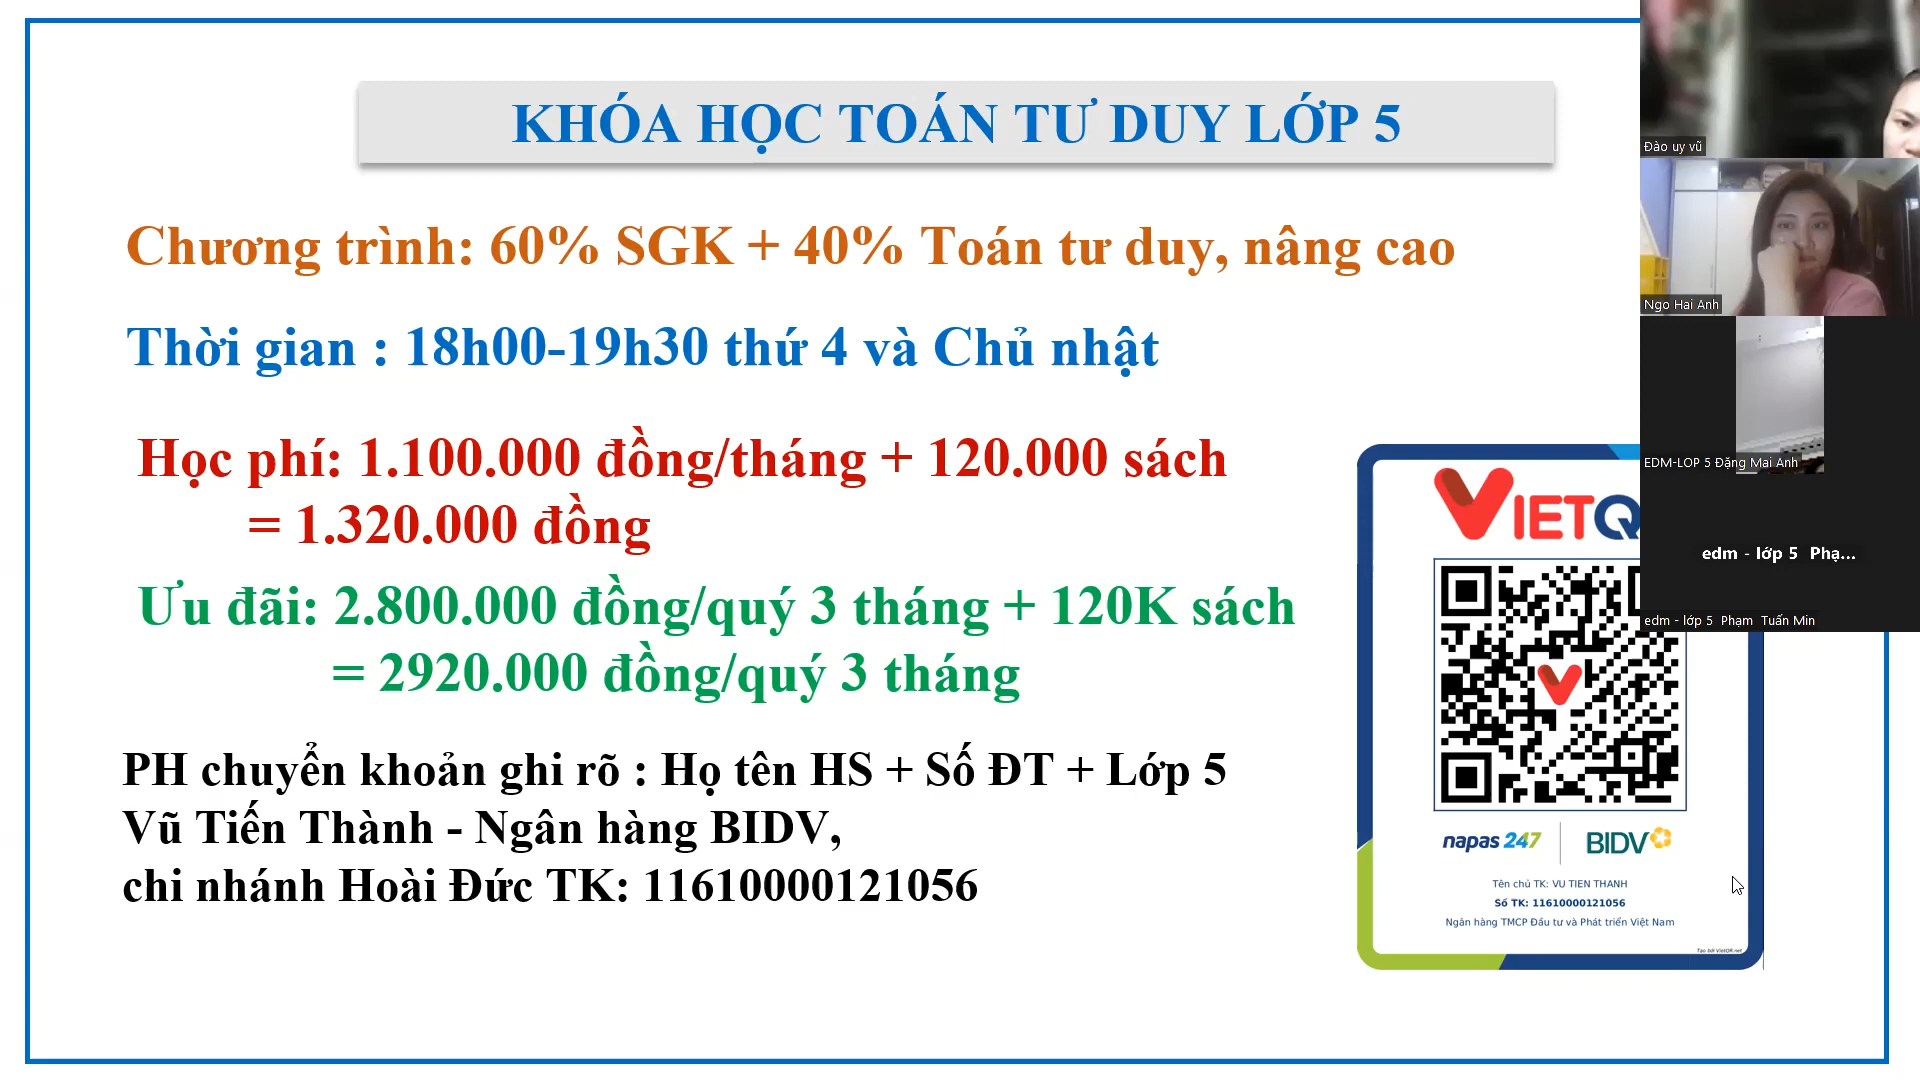 KHÓA HỌC TOÁN TƯ DUY LỚP 5
Chương trình: 60% SGK + 40% Toán tư duy, nâng cao
Thời gian : 18h00-19h30 thứ 4 và Chủ nhật
Học phí: 1.100.000 đồng/tháng + 120.000 sách
= 1.320.000 đồng
Ưu đãi: 2.800.000 đồng/quý 3 tháng + 120K sách
= 2920.000 đồng/quý 3 tháng
PH chuyển khoản ghi rõ : Họ tên HS + Số ĐT + Lớp 5
Vũ Tiến Thành - Ngân hàng BIDV,
chi nhánh Hoài Đức TK: 11610000121056
VIETQ
napas 247
BIDV
Tên chủ TK: VU TIEN THANH
Số TK: 11610000121056
Ngân hàng TMCP Đầu tư và Phát triển Việt Nam
Tạo bởi VietQR.net
Đào uy vũ
Ngo Hai Anh
EDM-LOP 5 Đặng Mai Anh
edm - lớp 5 Phạ...
edm - lớp 5 Phạm Tuấn Min